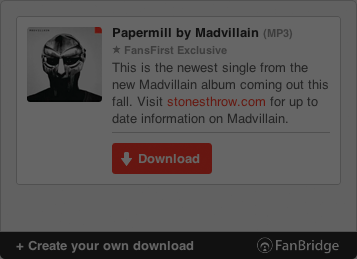 Papermill by Madvillain (MP3)
★ FansFirst Exclusive
This is the newest single from the
new Madvillain album coming out this
fall. Visit stonesthrow.com for up to
date information on Madvillain.
Download
+ Create your own download
FanBridge